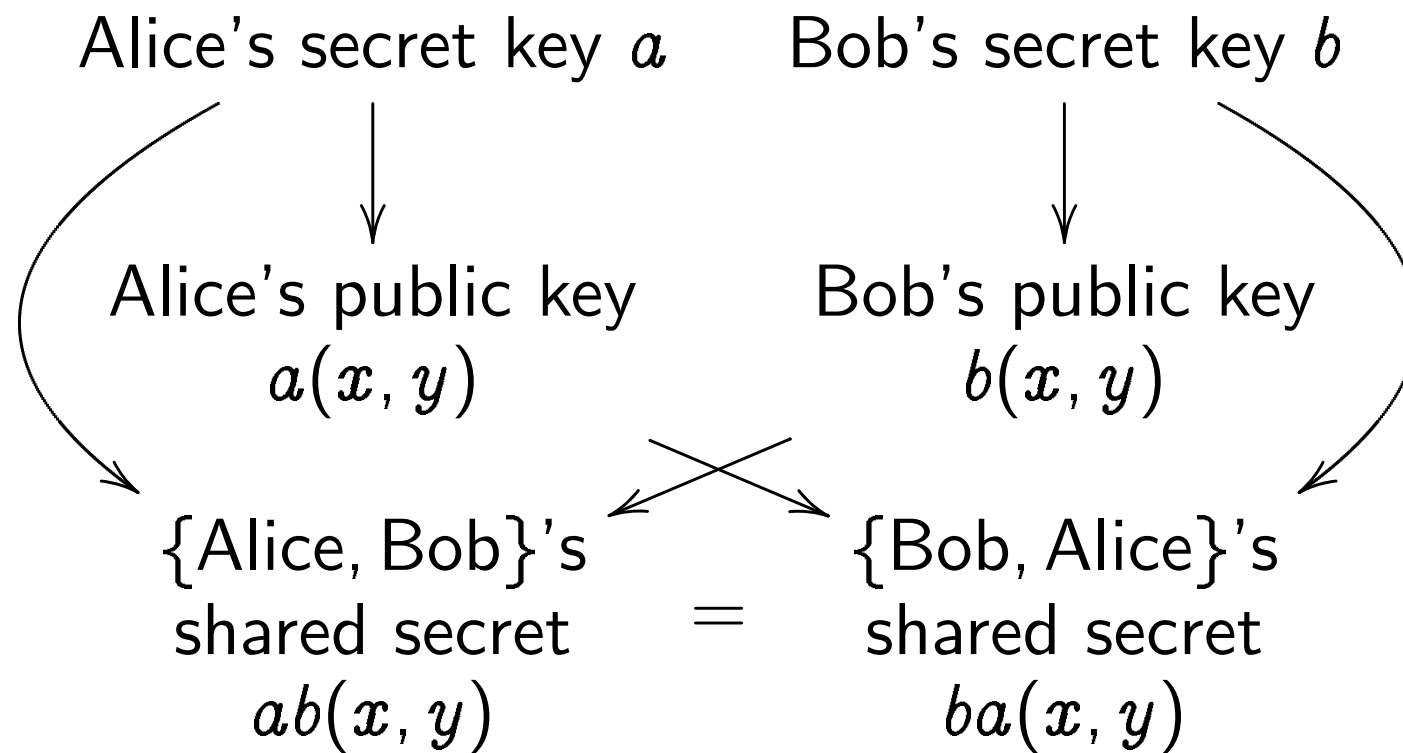 Alice's secret key a
Bob's secret key b
Alice's public key
a(x, y)
Bob's public key
b(x, y)
{Alice, Bob}'s
shared secret
ab(x, y)
=
{Bob, Alice}'s
shared secret
ba(x, y)